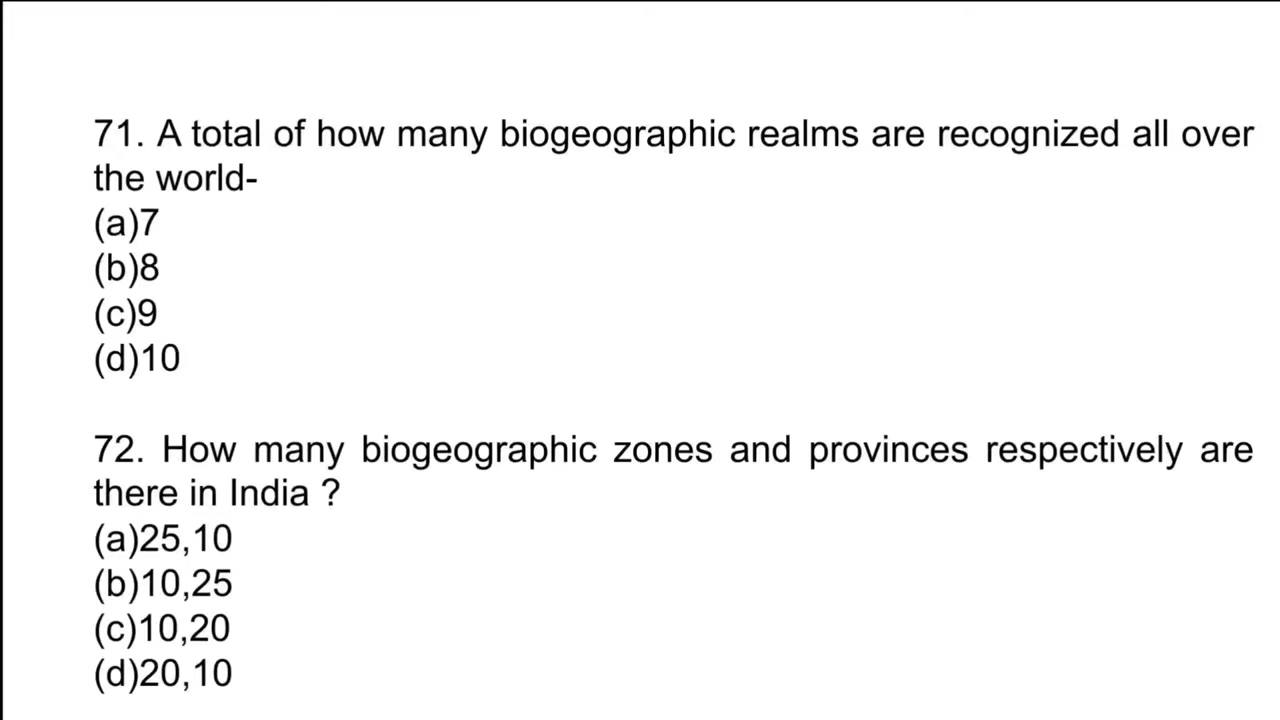 71. A total of how many biogeographic realms are recognized all over
the world-
(a)7
(b)8
(c)9
(d)10
72. How many biogeographic zones and provinces respectively are
there in India ?
(a)25,10
(b)10,25
(c)10,20
(d)20,10